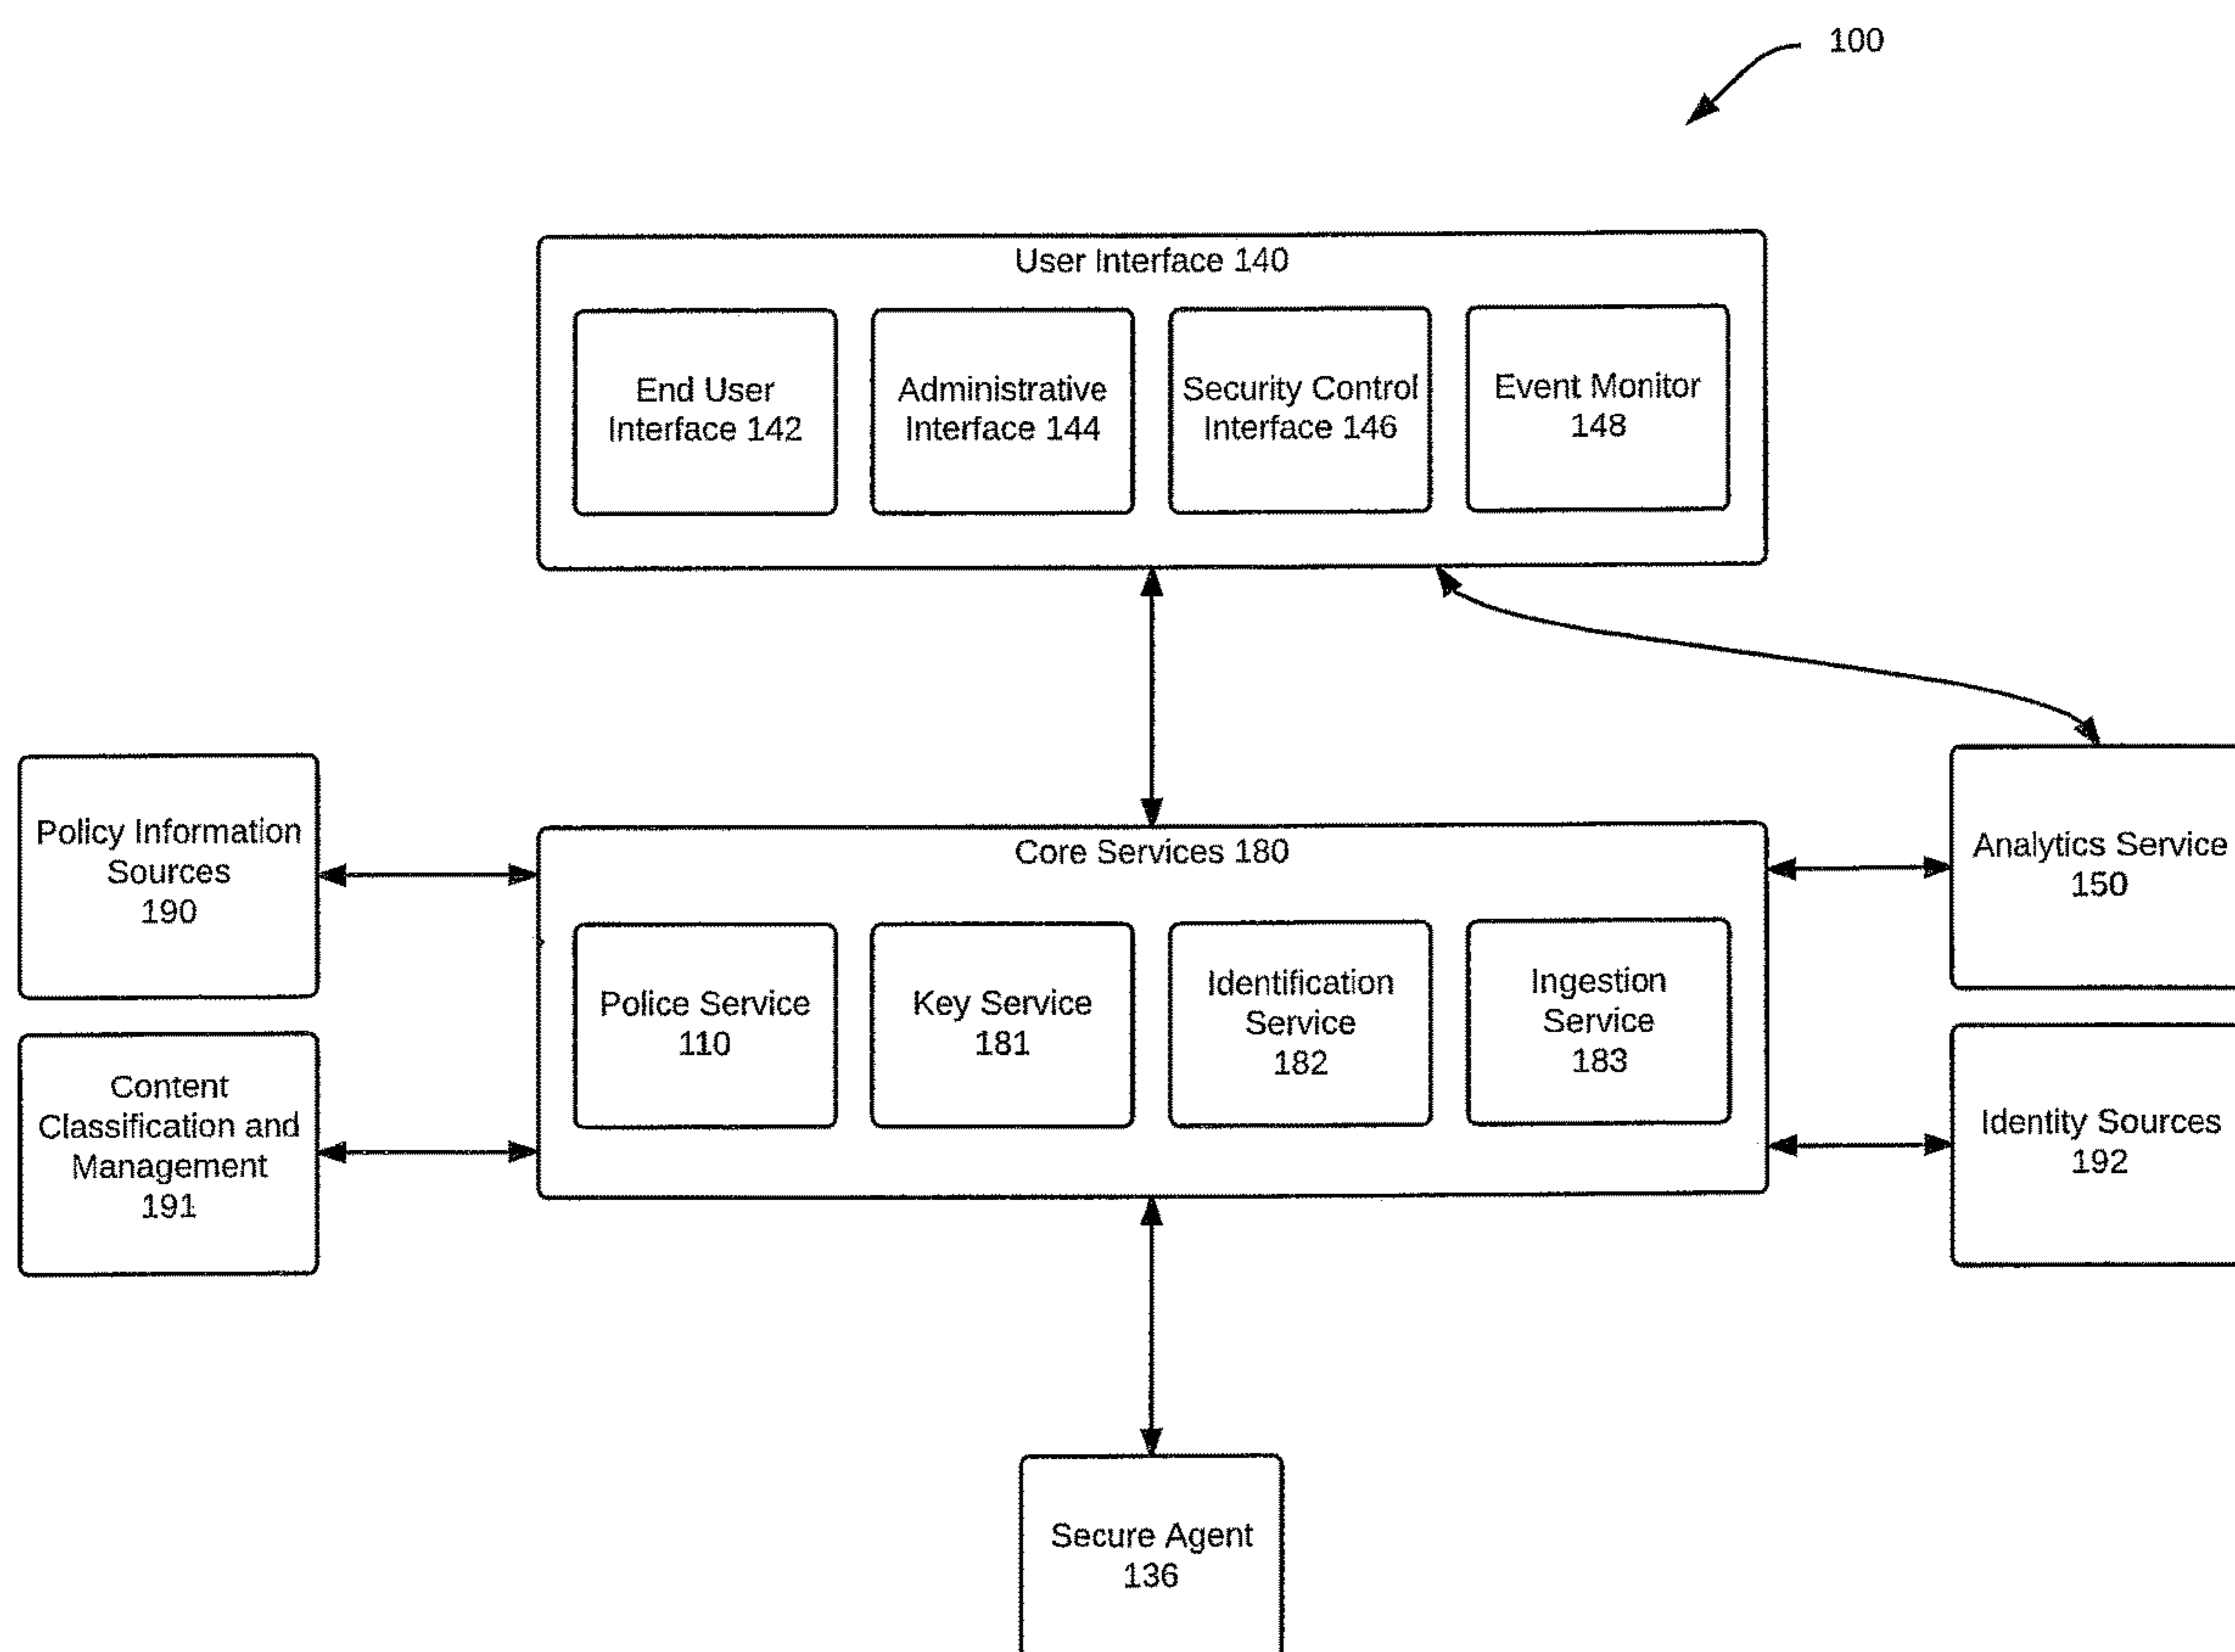 100
User Interface 140
End User
Interface 142
Administrative
Interface 144
Security Control
Interface 146
Event Monitor
148
Policy Information
Sources
190
Core Services 180
Analytics Service
150
Police Service
110
Key Service
181
Identification
Service
182
Ingestion
Service
183
Content
Classification and
Management
191
Identity Sources
192
Secure Agent
136